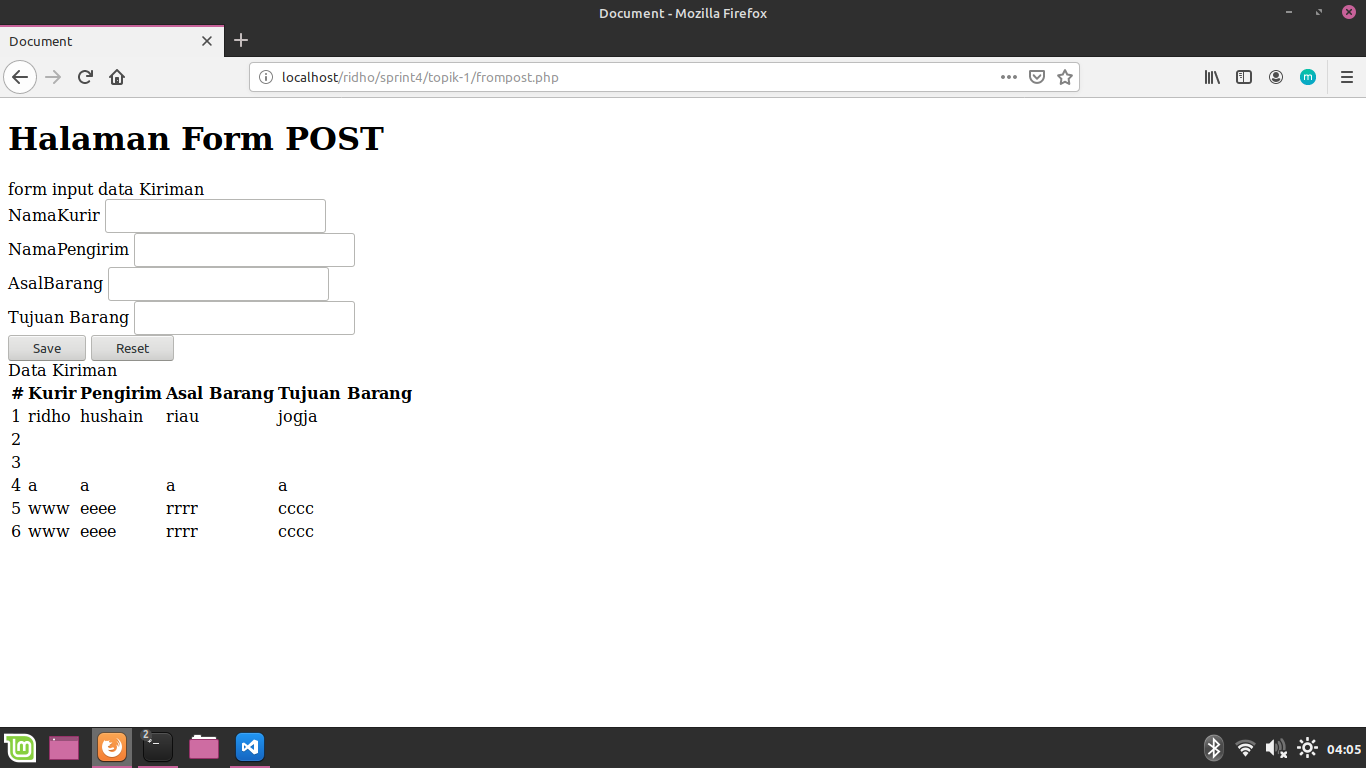 Document - Mozilla Firefox
Document
localhost/ridho/sprint4/topik-1/frompost.php
m
Halaman Form POST
form input data Kiriman
NamaKurir
NamaPengirim
AsalBarang
Tujuan Barang
Save Reset
Data Kiriman
# Kurir Pengirim Asal Barang Tujuan Barang
1 ridho hushain riau jogja
2
3
4 a a a a
5 www eeee rrrr cccc
6 www eeee rrrr cccc
2
04:05